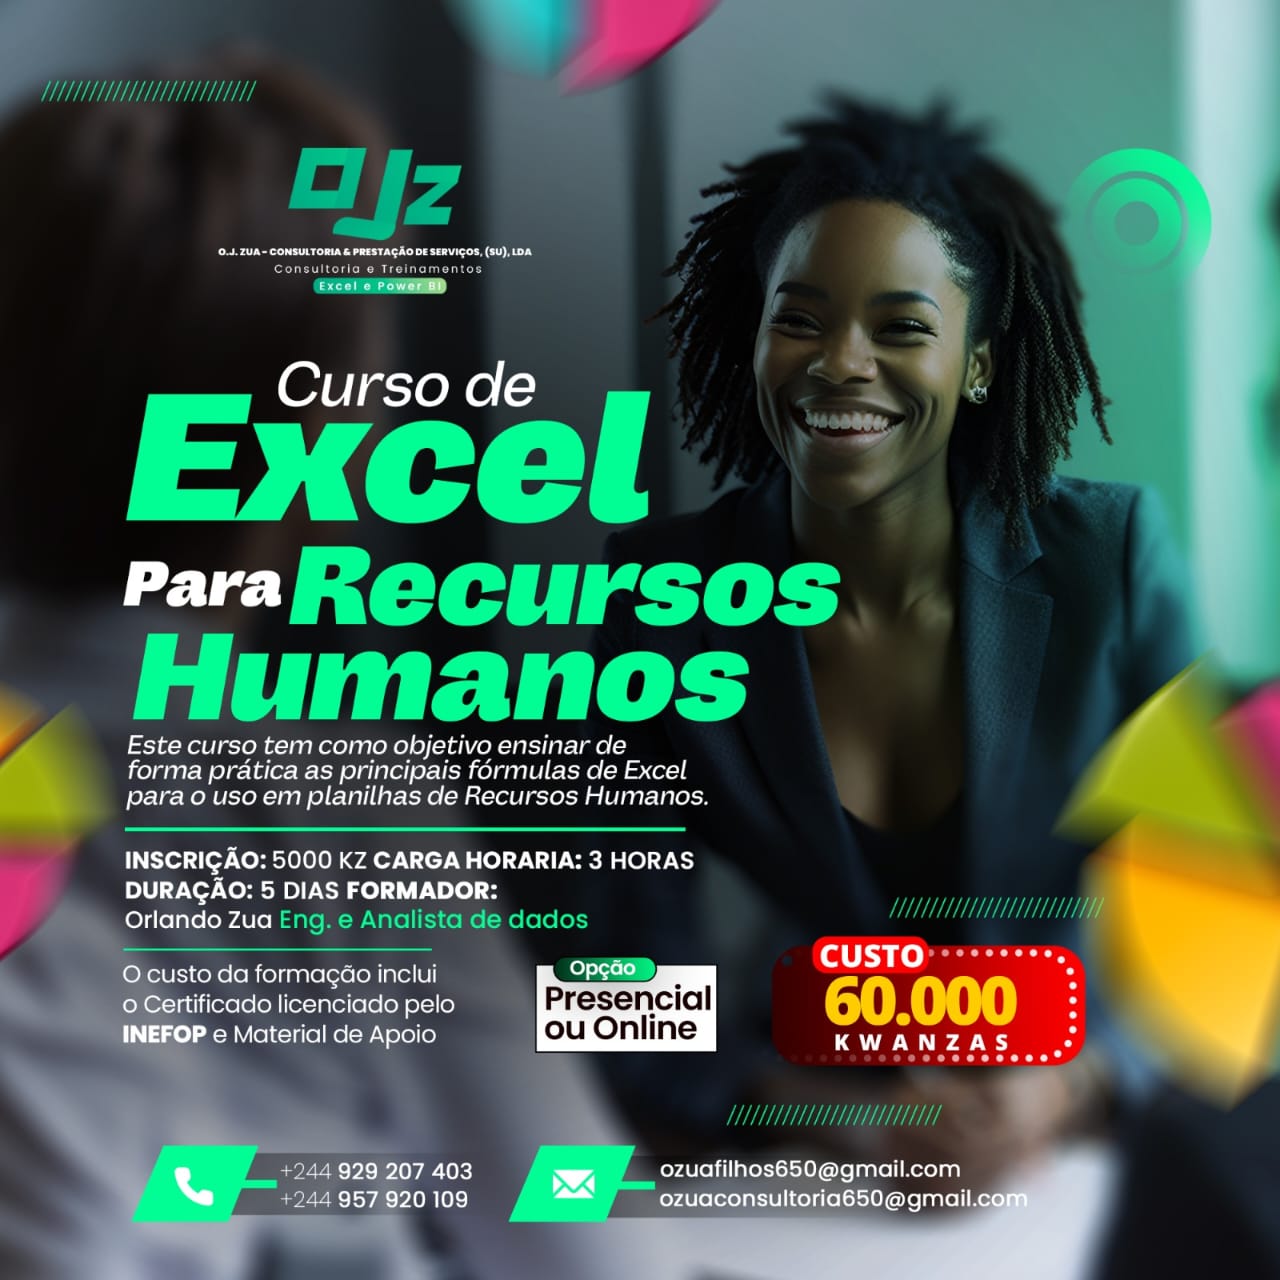 OJZ
O.J. ZUA - CONSULTORIA & PRESTAÇÃO DE SERVIÇOS, (SU), LDA
Consultoria e Treinamentos
Excel e Power BI
Curso de
Excel
Para Recursos
Humanos
Este curso tem como objetivo ensinar de
forma prática as principais fórmulas de Excel
para o uso em planilhas de Recursos Humanos.
INSCRIÇÃO: 5000 KZ CARGA HORARIA: 3 HORAS
DURAÇÃO: 5 DIAS FORMADOR:
Orlando Zua Eng. e Analista de dados
O custo da formação inclui
o Certificado licenciado pelo
INEFOP e Material de Apoio
Opção
Presencial
ou Online
CUSTO
60.000
KWANZAS
+244 929 207 403
+244 957 920 109
ozuafilhos650@gmail.com
ozuaconsultoria650@gmail.com